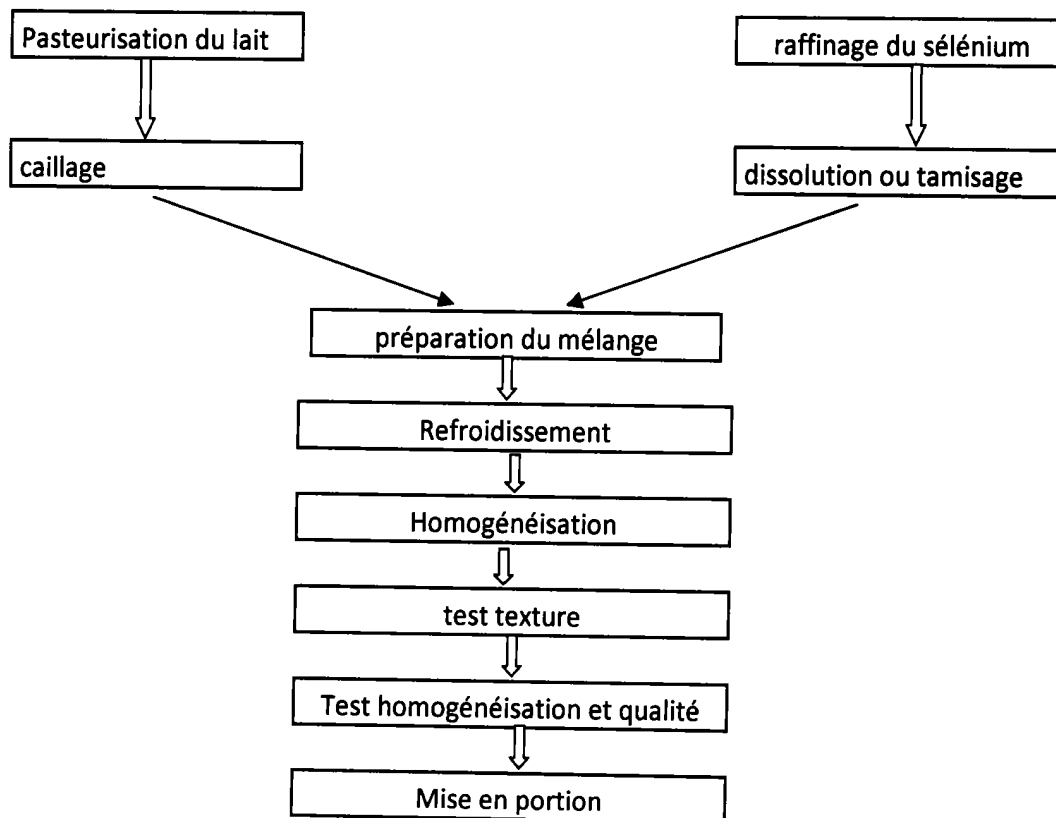 Pasteurisation du lait
raffinage du sélénium
caillage
dissolution ou tamisage
préparation du mélange
Refroidissement
Homogénéisation
test texture
Test homogénéisation et qualité
Mise en portion